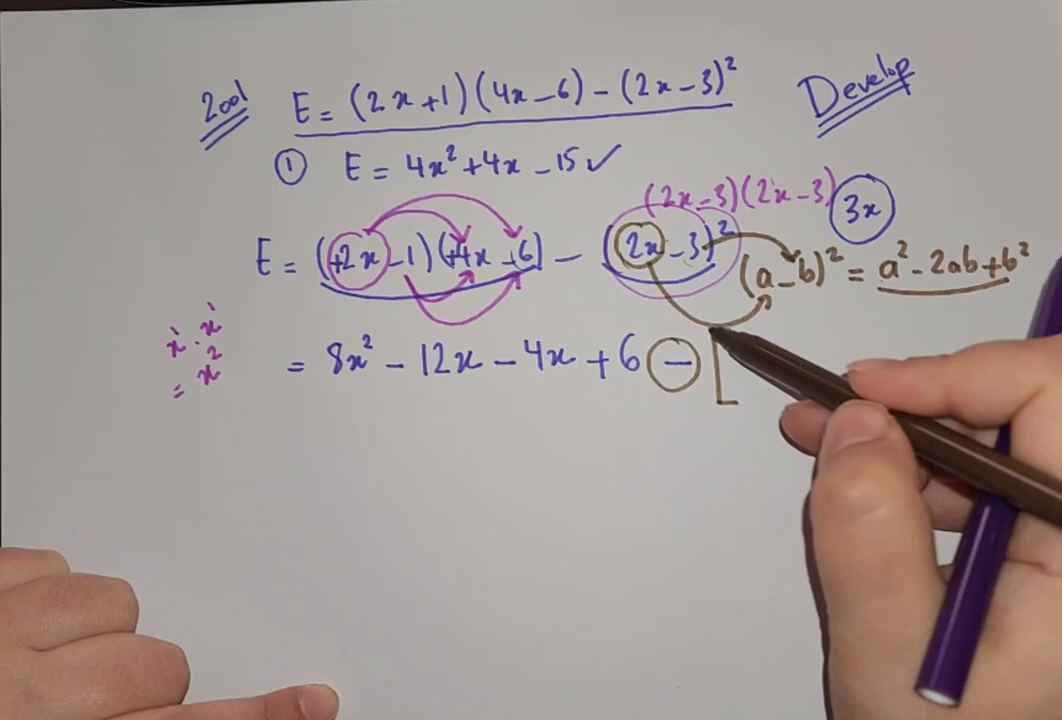 2001 E = (2x+1)(4x-6) - (2x-3)² Develop
① E = 4x² + 4x - 15 ✓
(2x-3)(2x-3) 3x
E = (+2x - 1)(+4x - 6) - (2x - 3)² (a-b)² = a² - 2ab + b²
x · x
= x²
= 8x² - 12x - 4x + 6 - [